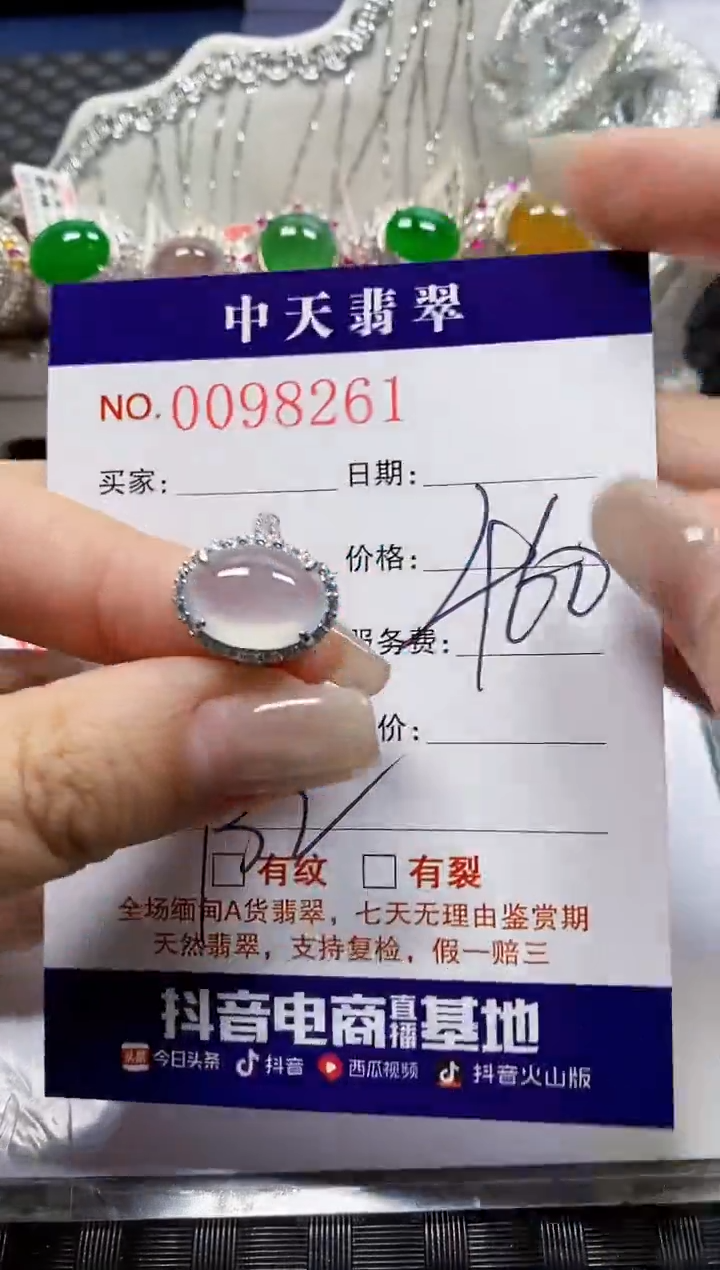 中天翡翠
NO. 0098261
买家: 日期:
价格: 460
服务费:
价:
有纹 有裂
全场缅甸A货翡翠，七天无理由鉴赏期
天然翡翠，支持复检，假一赔三
抖音电商直播基地
头条 今日头条 抖音 西瓜视频 抖音火山版